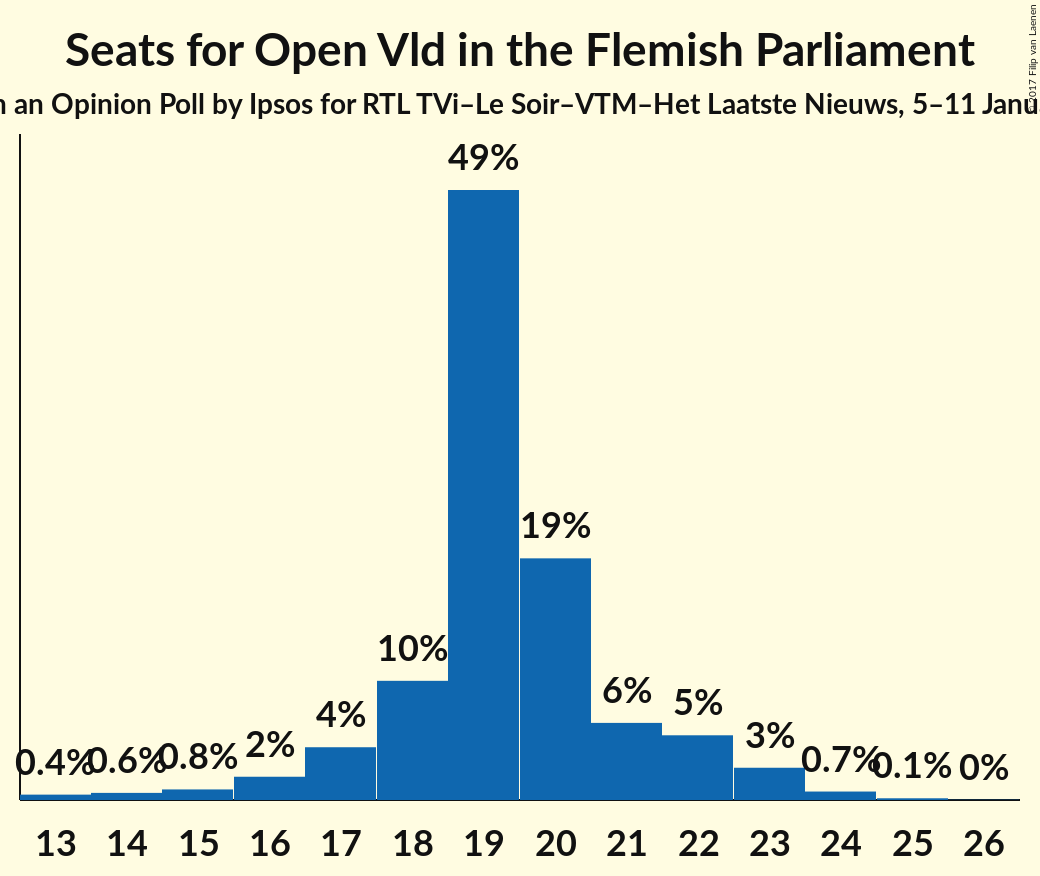 Seats for Open Vld in the Flemish Parliament
an Opinion Poll by Ipsos for RTL TVi–Le Soir–VTM–Het Laatste Nieuws, 5–11
2017 Filip van Laenen
49%
19%
10%
6%
5%
4%
3%
2%
0.4% 0.6% 0.8% 0.7% 0.1% 0%
13 14 15 16 17 18 19 20 21 22 23 24 25 26